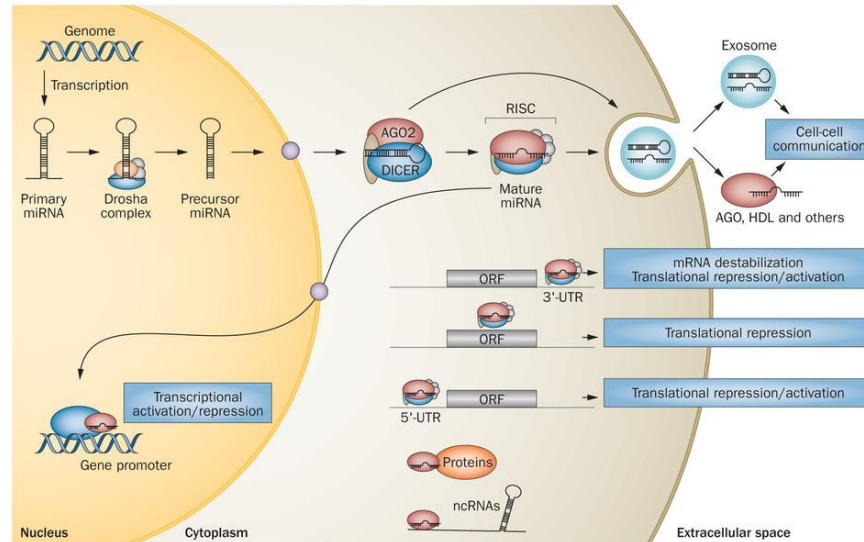 Genome
Transcription
Primary
miRNA
Drosha
complex
Precursor
miRNA
AGO2
DICER
RISC
Mature
miRNA
Exosome
Cell-cell
communication
AGO, HDL and others
ORF
3'-UTR
mRNA destabilization
Translational repression/activation
ORF
Translational repression
5'-UTR
ORF
Translational repression/activation
Transcriptional
activation/repression
Gene promoter
Proteins
ncRNAs
Nucleus
Cytoplasm
Extracellular space